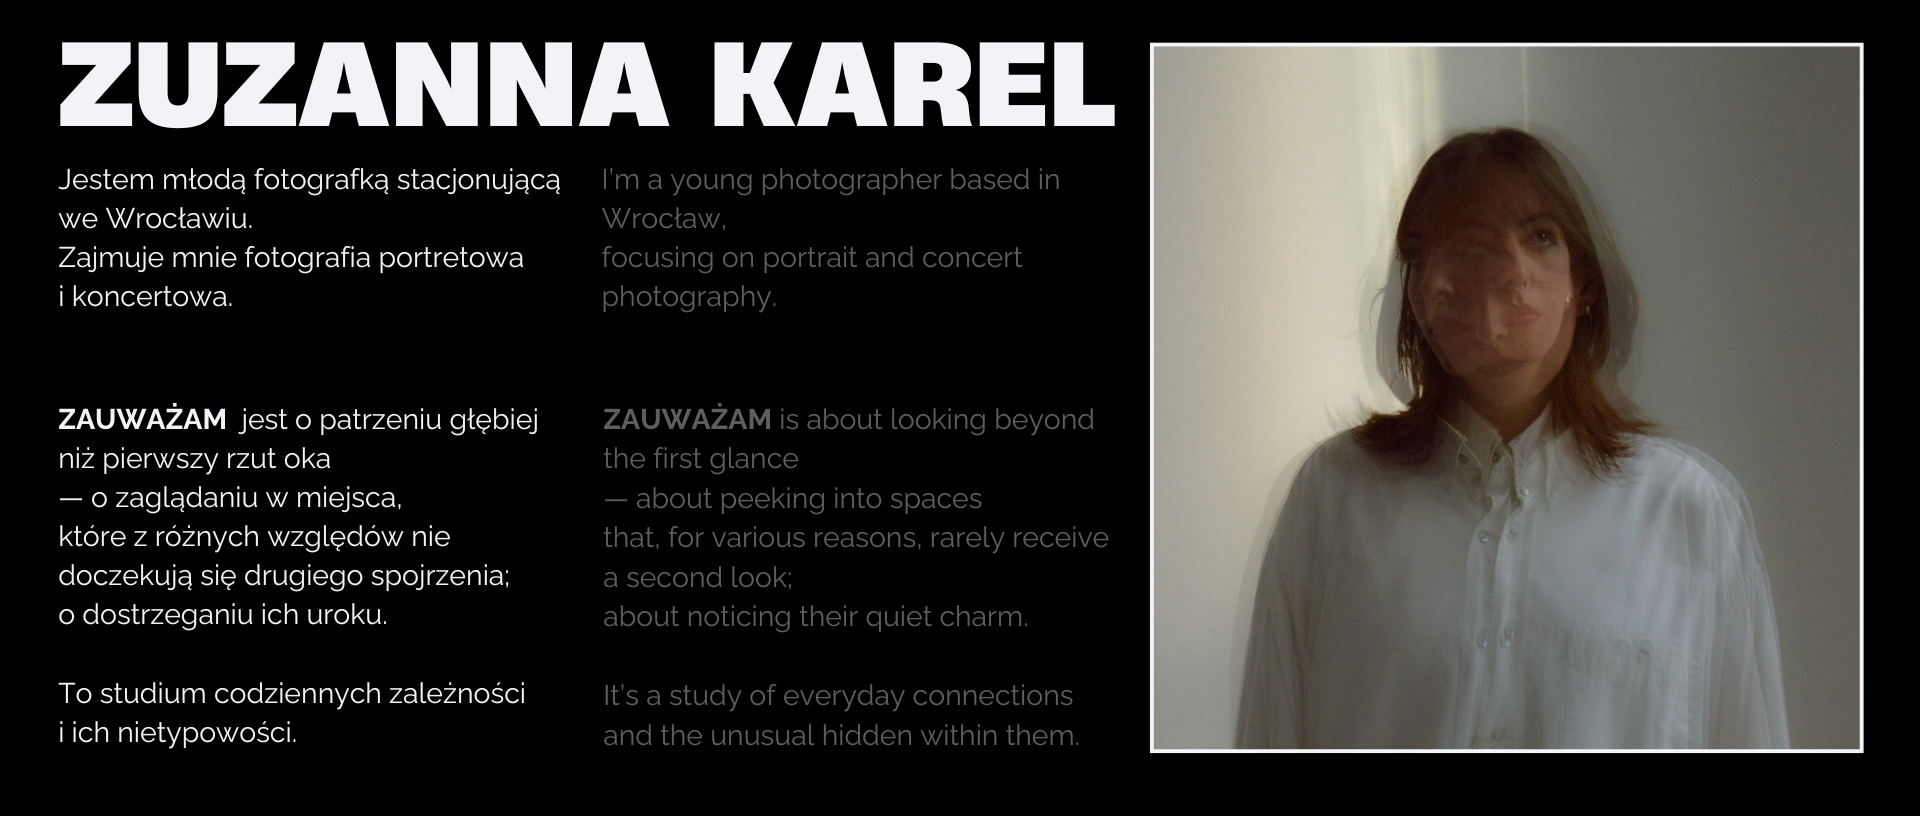 ZUZANNA KAREL
Jestem młodą fotografką stacjonującą
we Wrocławiu.
Zajmuje mnie fotografia portretowa
i koncertowa.
ZAUWAŻAM jest o patrzeniu głębiej
niż pierwszy rzut oka
— o zaglądaniu w miejsca,
które z różnych względów nie
doczekują się drugiego spojrzenia;
o dostrzeganiu ich uroku.
To studium codziennych zależności
i ich nietypowości.
I'm a young photographer based in
Wrocław,
focusing on portrait and concert
photography.
ZAUWAŻAM is about looking beyond
the first glance
— about peeking into spaces
that, for various reasons, rarely receive
a second look;
about noticing their quiet charm.
It's a study of everyday connections
and the unusual hidden within them.